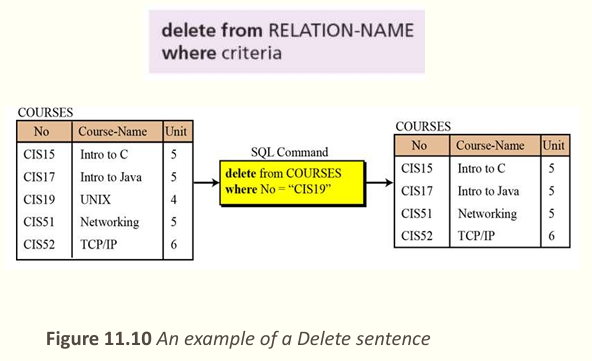 delete from RELATION-NAME
where criteria
COURSES
No Course-Name Unit
CIS15 Intro to C 5
CIS17 Intro to Java 5
CIS19 UNIX 4
CIS51 Networking 5
CIS52 TCP/IP 6
SQL Command
delete from COURSES
where No = “CIS19”
COURSES
No Course-Name Unit
CIS15 Intro to C 5
CIS17 Intro to Java 5
CIS51 Networking 5
CIS52 TCP/IP 6
Figure 11.10 An example of a Delete sentence